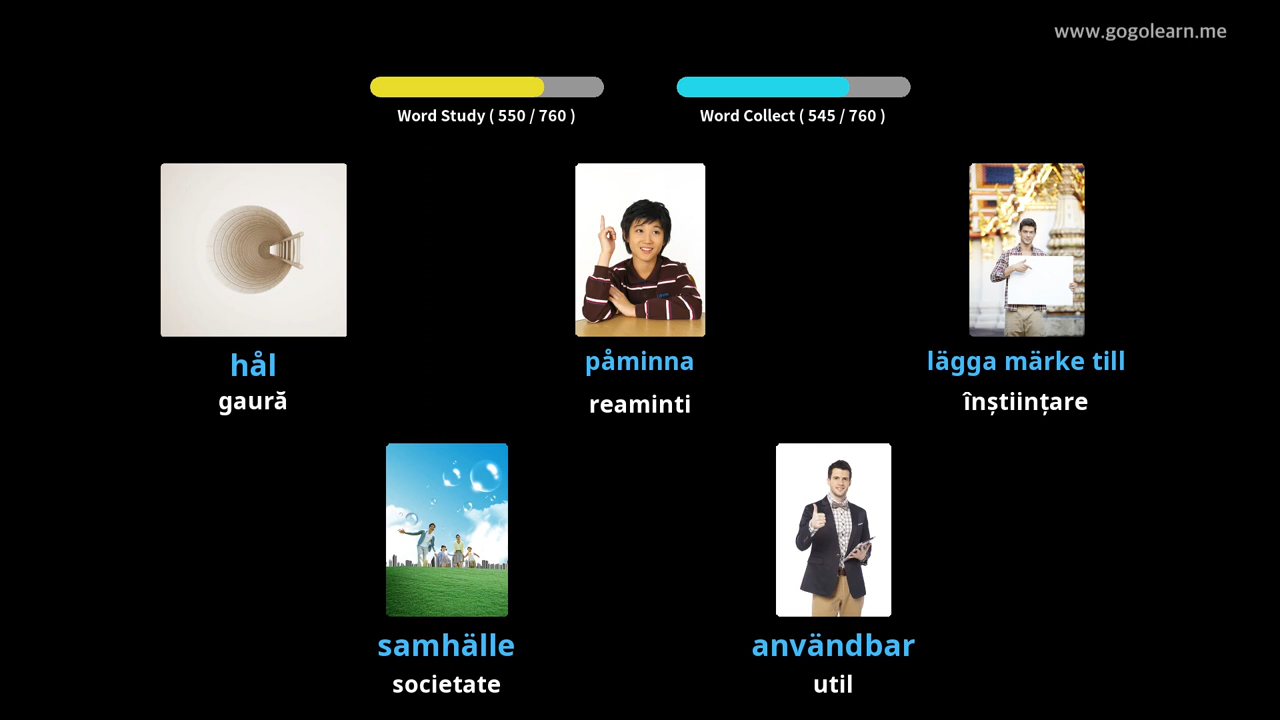 www.gogolearn.me
Word Study ( 550 / 760 )
Word Collect ( 545 / 760 )
hål
påminna
lägga märke till
gaură
reaminti
înștiințare
samhälle
användbar
societate
util